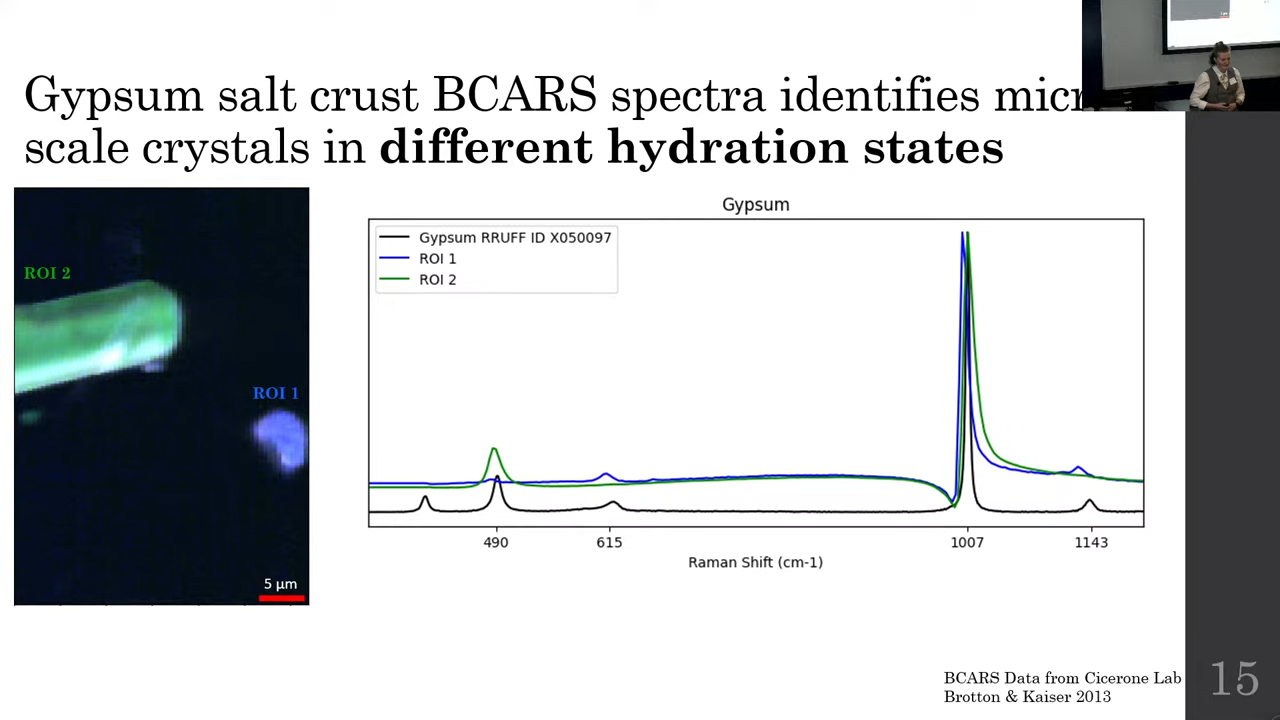 Gypsum salt crust BCARS spectra identifies
scale crystals in different hydration states
ROI 2
ROI 1
5 μm
Gypsum
Gypsum RRUFF ID X050097
ROI 1
ROI 2
490
615
1007
1143
Raman Shift (cm-1)
BCARS Data from Cicerone Lab
Brotton & Kaiser 2013
15